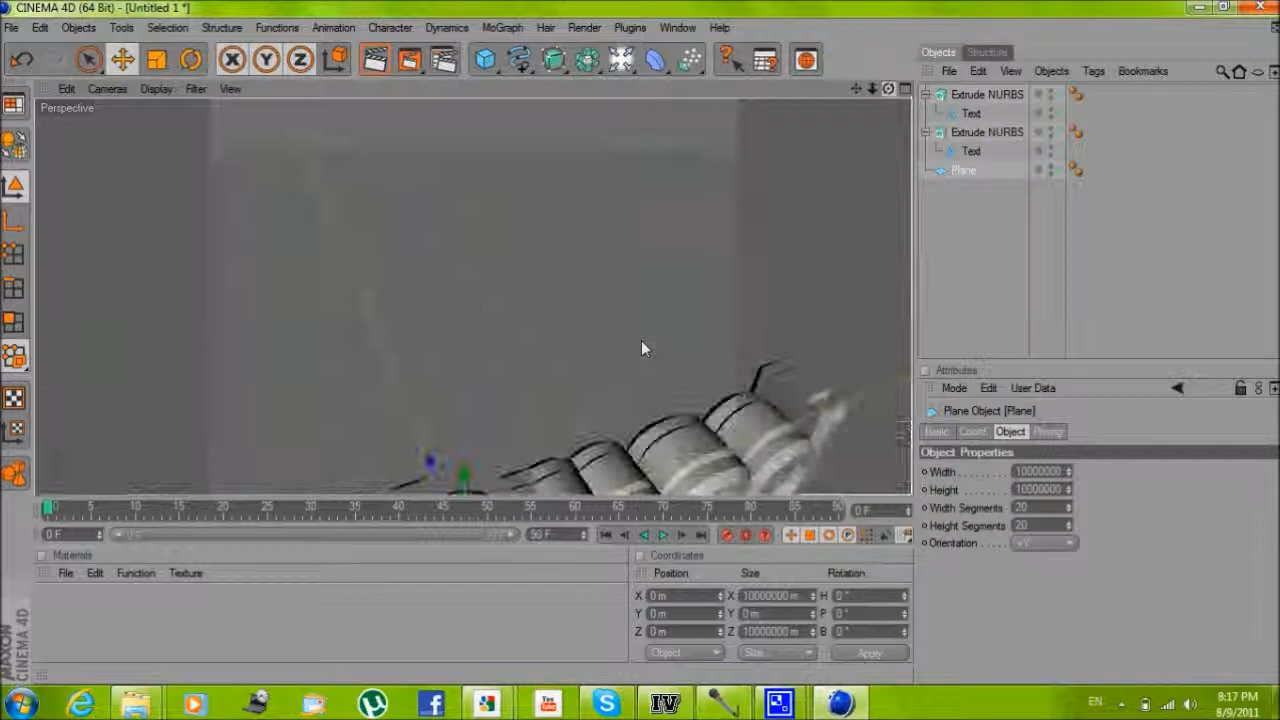 CINEMA 4D (64 Bit) - [Untitled 1 *]
File Edit Objects Tools Selection Structure Functions Animation Character Dynamics MoGraph Hair Render Plugins Window Help
Edit Cameras Display Filter View
Perspective
Objects Structure
File Edit View Objects Tags Bookmarks
Extrude NURBS
Text
Extrude NURBS
Text
Plane
Attributes
Mode Edit User Data
Plane Object [Plane]
Basic Coord. Object Phong
Object Properties
Width 10000000
Height 10000000
Width Segments 20
Height Segments 20
Orientation +Y
0 5 10 15 20 25 30 35 40 45 50 55 60 65 70 75 80 85 90 0 F
0 F 90 F
Materials
File Edit Function Texture
Coordinates
Position Size Rotation
X 0 m X 10000000 m H 0 °
Y 0 m Y 0 m P 0 °
Z 0 m Z 10000000 m B 0 °
Object Size Apply
MAXON
CINEMA 4D
EN
8:17 PM
8/9/2011